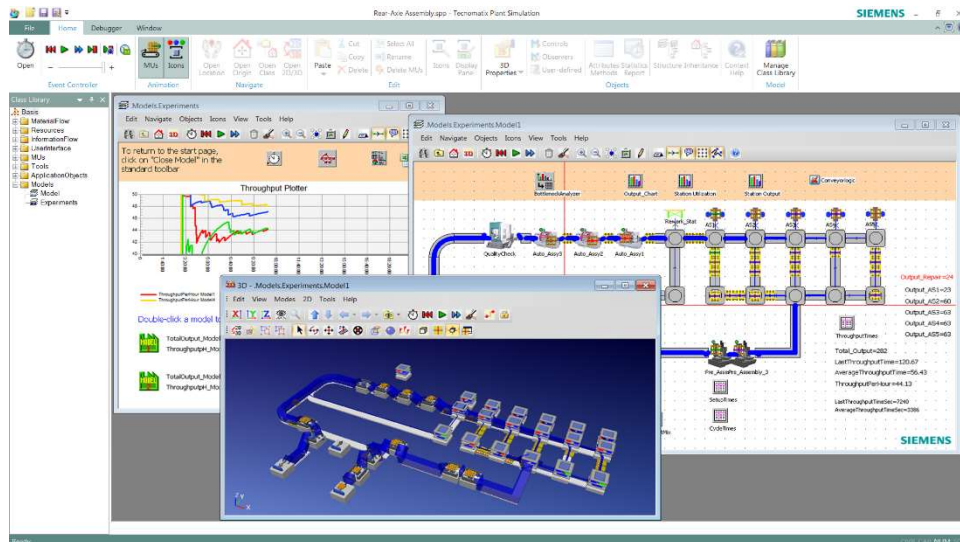 Rear-Axle Assembly.spp - Tecnomatix Plant Simulation
SIEMENS
File Home Debugger Window
Open
MUs Icons
Open Location
Open Origin
Open Class
Open 2D/3D
Paste
Cut
Copy
Delete
Select All
Rename
Delete MUs
Icons
Display Pane
3D Properties
Controls
Observers
User-defined
Attributes Methods
Statistics Report
Structure
Inheritance
Context Help
Manage Class Library
Event Controller
Animation
Navigate
Edit
Objects
Model
Class Library
Basis
MaterialFlow
Resources
InformationFlow
UserInterface
MUs
Tools
ApplicationObjects
Models
Model
Experiments
.Models.Experiments
Edit Navigate Objects Icons View Tools Help
To return to the start page,
click on "Close Model" in the
standard toolbar
Throughput Plotter
Double-click a model to
.Models.Experiments.Model1
Edit Navigate Objects Icons View Tools Help
BottleneckAnalyzer
Output_Chart
Station Utilization
Station Output
QualityCheck
Auto_Assy3
Auto_Assy2
Auto_Assy1
Output_Repair=24
Output_AS1=23
Output_AS2=60
Output_AS3=63
Output_AS4=63
Output_AS5=63
ThroughputTimes
Total_Output=282
LastThroughputTime=120.67
AverageThroughputTime=56.43
ThroughputPerHour=44.13
LastThroughputTimeSec=7240
AverageThroughputTimeSec=3386
SetupTimes
CycleTimes
SIEMENS
3D - .Models.Experiments.Model1
Edit View Modes 2D Tools Help